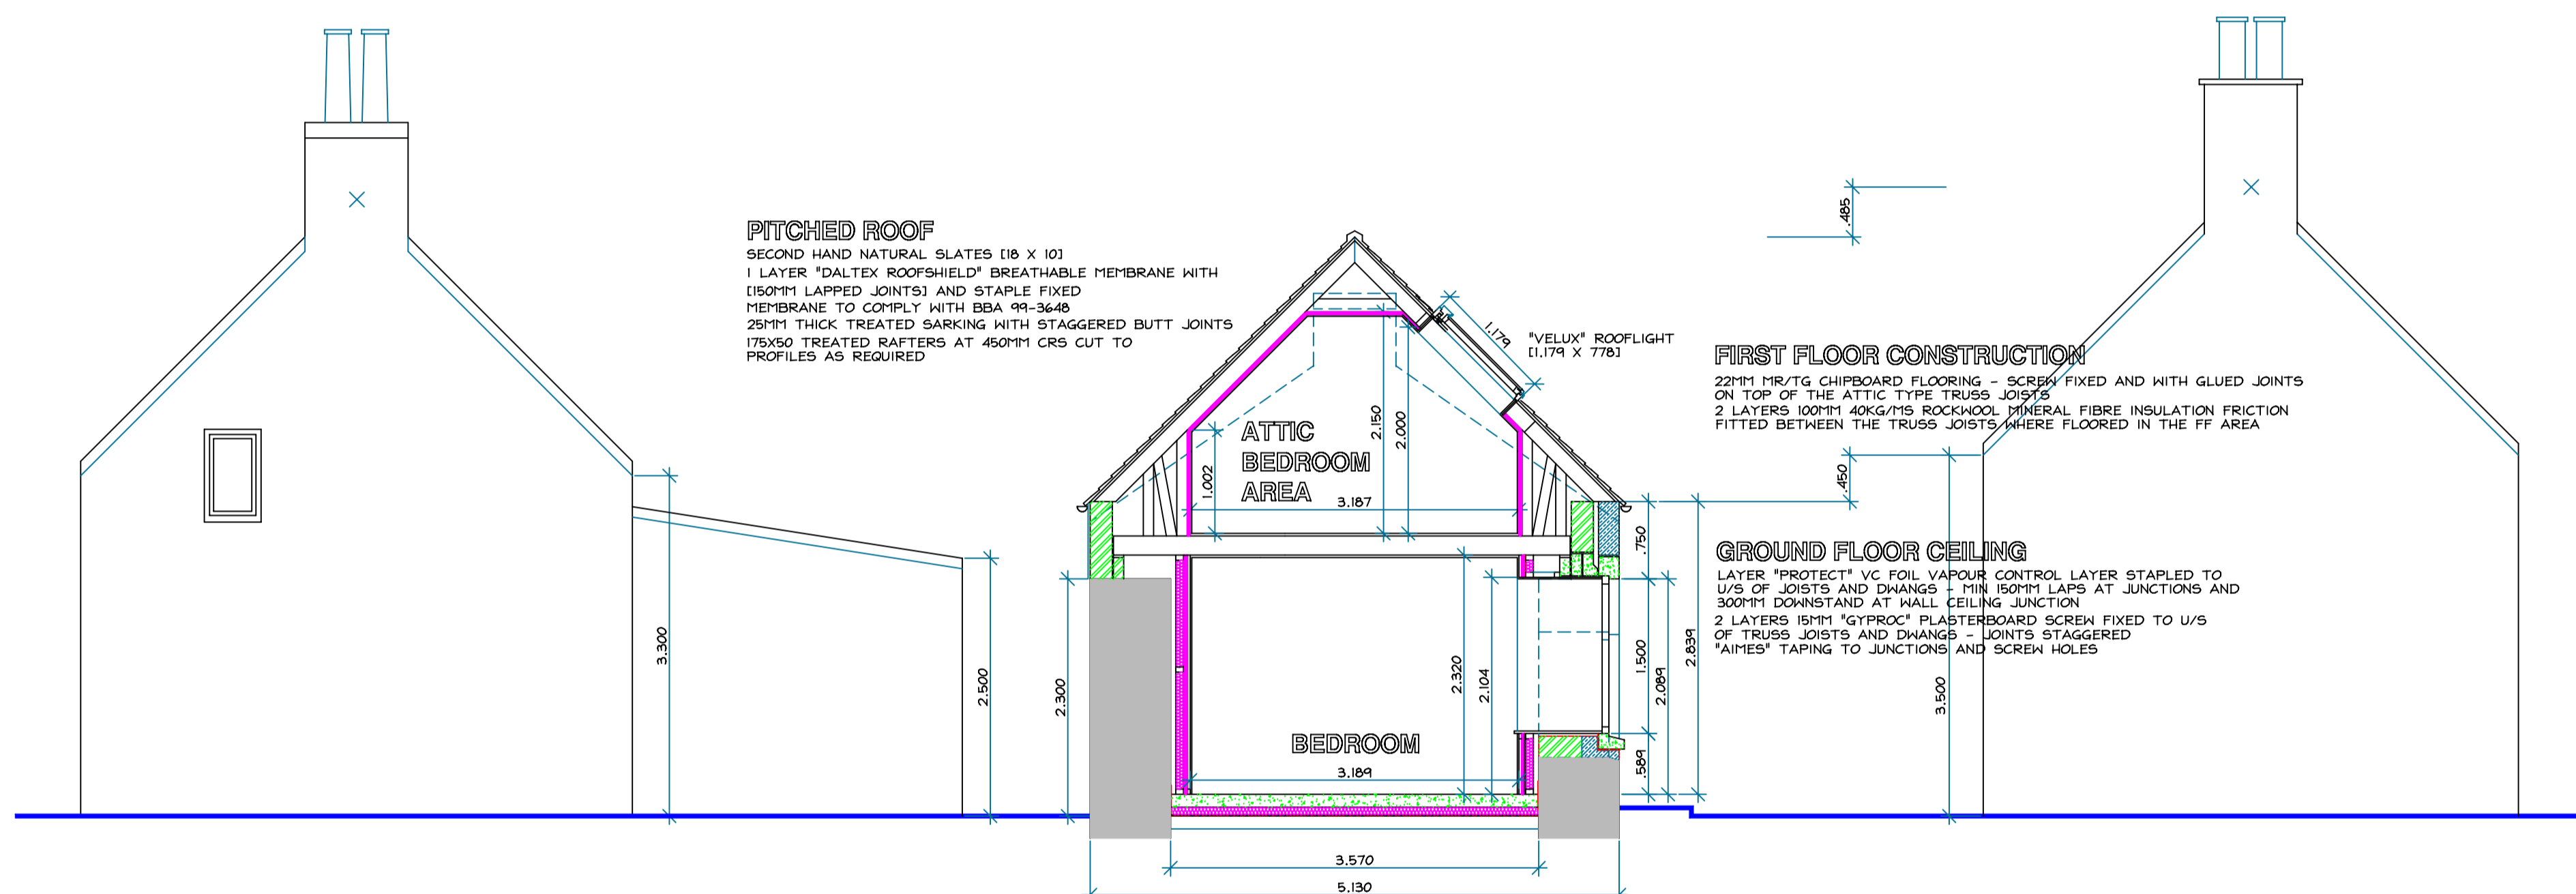 PITCHED ROOF
SECOND HAND NATURAL SLATES [18 X 10]
1 LAYER "DALTEX ROOFSHIELD" BREATHABLE MEMBRANE WITH
[150MM LAPPED JOINTS] AND STAPLE FIXED
MEMBRANE TO COMPLY WITH BBA 99-3648
25MM THICK TREATED SARKING WITH STAGGERED BUTT JOINTS
175X50 TREATED RAFTERS AT 450MM CRS CUT TO
PROFILES AS REQUIRED
1.179
"VELUX" ROOFLIGHT
[1.179 X 778]
ATTIC
BEDROOM
AREA
1.002
2.150
2.000
3.187
.485
FIRST FLOOR CONSTRUCTION
22MM MR/TG CHIPBOARD FLOORING - SCREW FIXED AND WITH GLUED JOINTS
ON TOP OF THE ATTIC TYPE TRUSS JOISTS
2 LAYERS 100MM 40KG/MS ROCKWOOL MINERAL FIBRE INSULATION FRICTION
FITTED BETWEEN THE TRUSS JOISTS WHERE FLOORED IN THE FF AREA
.450
GROUND FLOOR CEILING
LAYER "PROTECT" VC FOIL VAPOUR CONTROL LAYER STAPLED TO
U/S OF JOISTS AND DWANGS - MIN 150MM LAPS AT JUNCTIONS AND
300MM DOWNSTAND AT WALL CEILING JUNCTION
2 LAYERS 15MM "GYPROC" PLASTERBOARD SCREW FIXED TO U/S
OF TRUSS JOISTS AND DWANGS - JOINTS STAGGERED
"AIMES" TAPING TO JUNCTIONS AND SCREW HOLES
3.300
2.500
2.300
2.320
2.104
.750
1.500
.589
2.089
2.839
3.500
BEDROOM
3.189
3.570
5.130